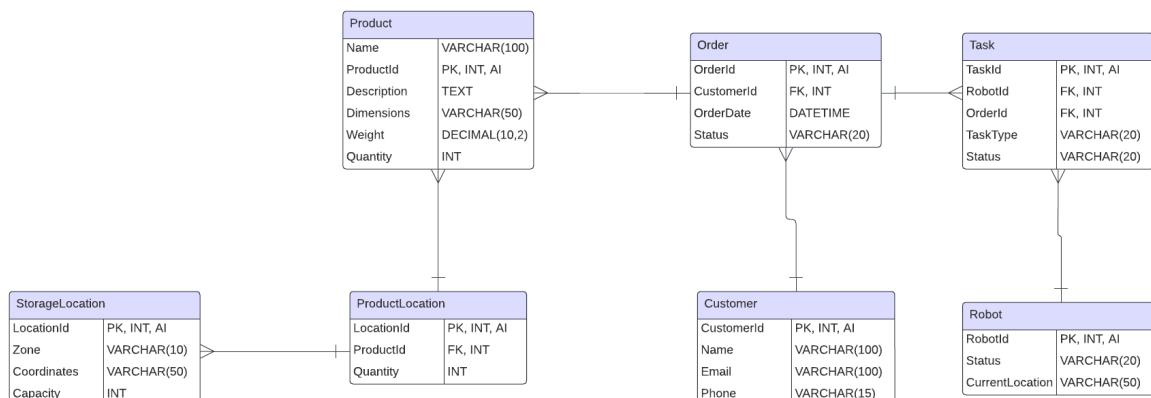 Product
Name VARCHAR(100)
ProductId PK, INT, AI
Description TEXT
Dimensions VARCHAR(50)
Weight DECIMAL(10,2)
Quantity INT
Order
OrderId PK, INT, AI
CustomerId FK, INT
OrderDate DATETIME
Status VARCHAR(20)
Task
TaskId PK, INT, AI
RobotId FK, INT
OrderId FK, INT
TaskType VARCHAR(20)
Status VARCHAR(20)
StorageLocation
LocationId PK, INT, AI
Zone VARCHAR(10)
Coordinates VARCHAR(50)
Capacity INT
ProductLocation
LocationId PK, INT, AI
ProductId FK, INT
Quantity INT
Customer
CustomerId PK, INT, AI
Name VARCHAR(100)
Email VARCHAR(100)
Phone VARCHAR(15)
Robot
RobotId PK, INT, AI
Status VARCHAR(20)
CurrentLocation VARCHAR(50)